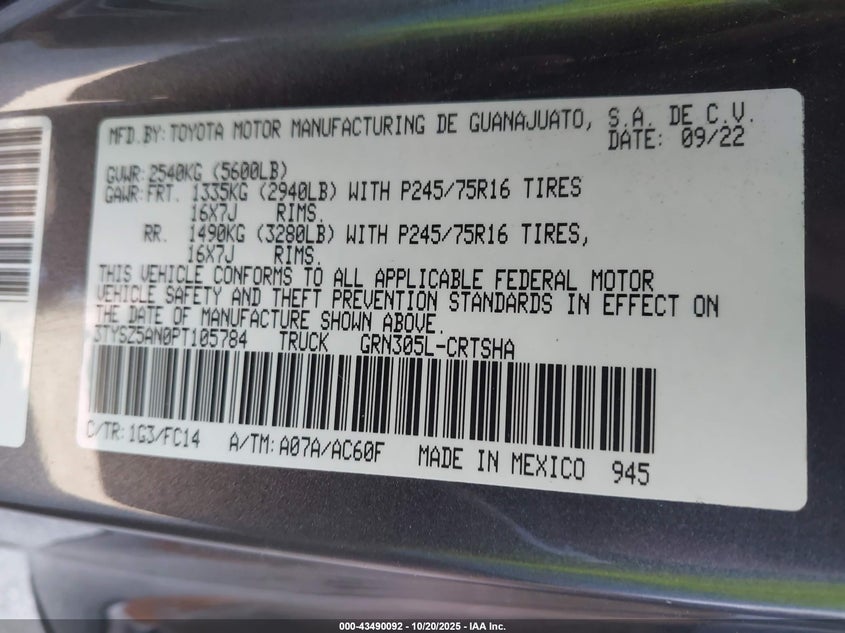 MFD.BY: TOYOTA MOTOR MANUFACTURING DE GUANAJUATO, S.A. DE C.V.
DATE: 09/22
GVWR: 2540KG (5600LB)
GAWR: FRT. 1335KG (2940LB) WITH P245/75R16 TIRES
16X7J RIMS.
RR. 1490KG (3280LB) WITH P245/75R16 TIRES,
16X7J RIMS.
THIS VEHICLE CONFORMS TO ALL APPLICABLE FEDERAL MOTOR
VEHICLE SAFETY AND THEFT PREVENTION STANDARDS IN EFFECT ON
THE DATE OF MANUFACTURE SHOWN ABOVE.
3TYSZ5AN0PT105784 TRUCK GRN305L-CRTSHA
C/TR: 1G3/FC14 A/TM: A07A/AC60F MADE IN MEXICO 945
000-43490092 - 10/20/2025 - IAA Inc.